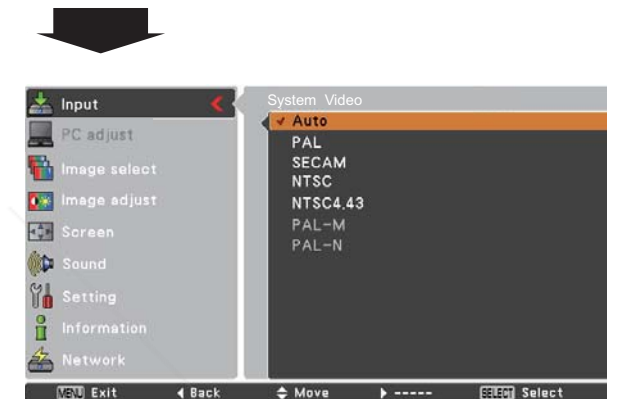 Input
PC adjust
Image select
Image adjust
Screen
Sound
Setting
Information
Network
System Video
Auto
PAL
SECAM
NTSC
NTSC4.43
PAL-M
PAL-N
MENU Exit Back Move ----- SELECT Select